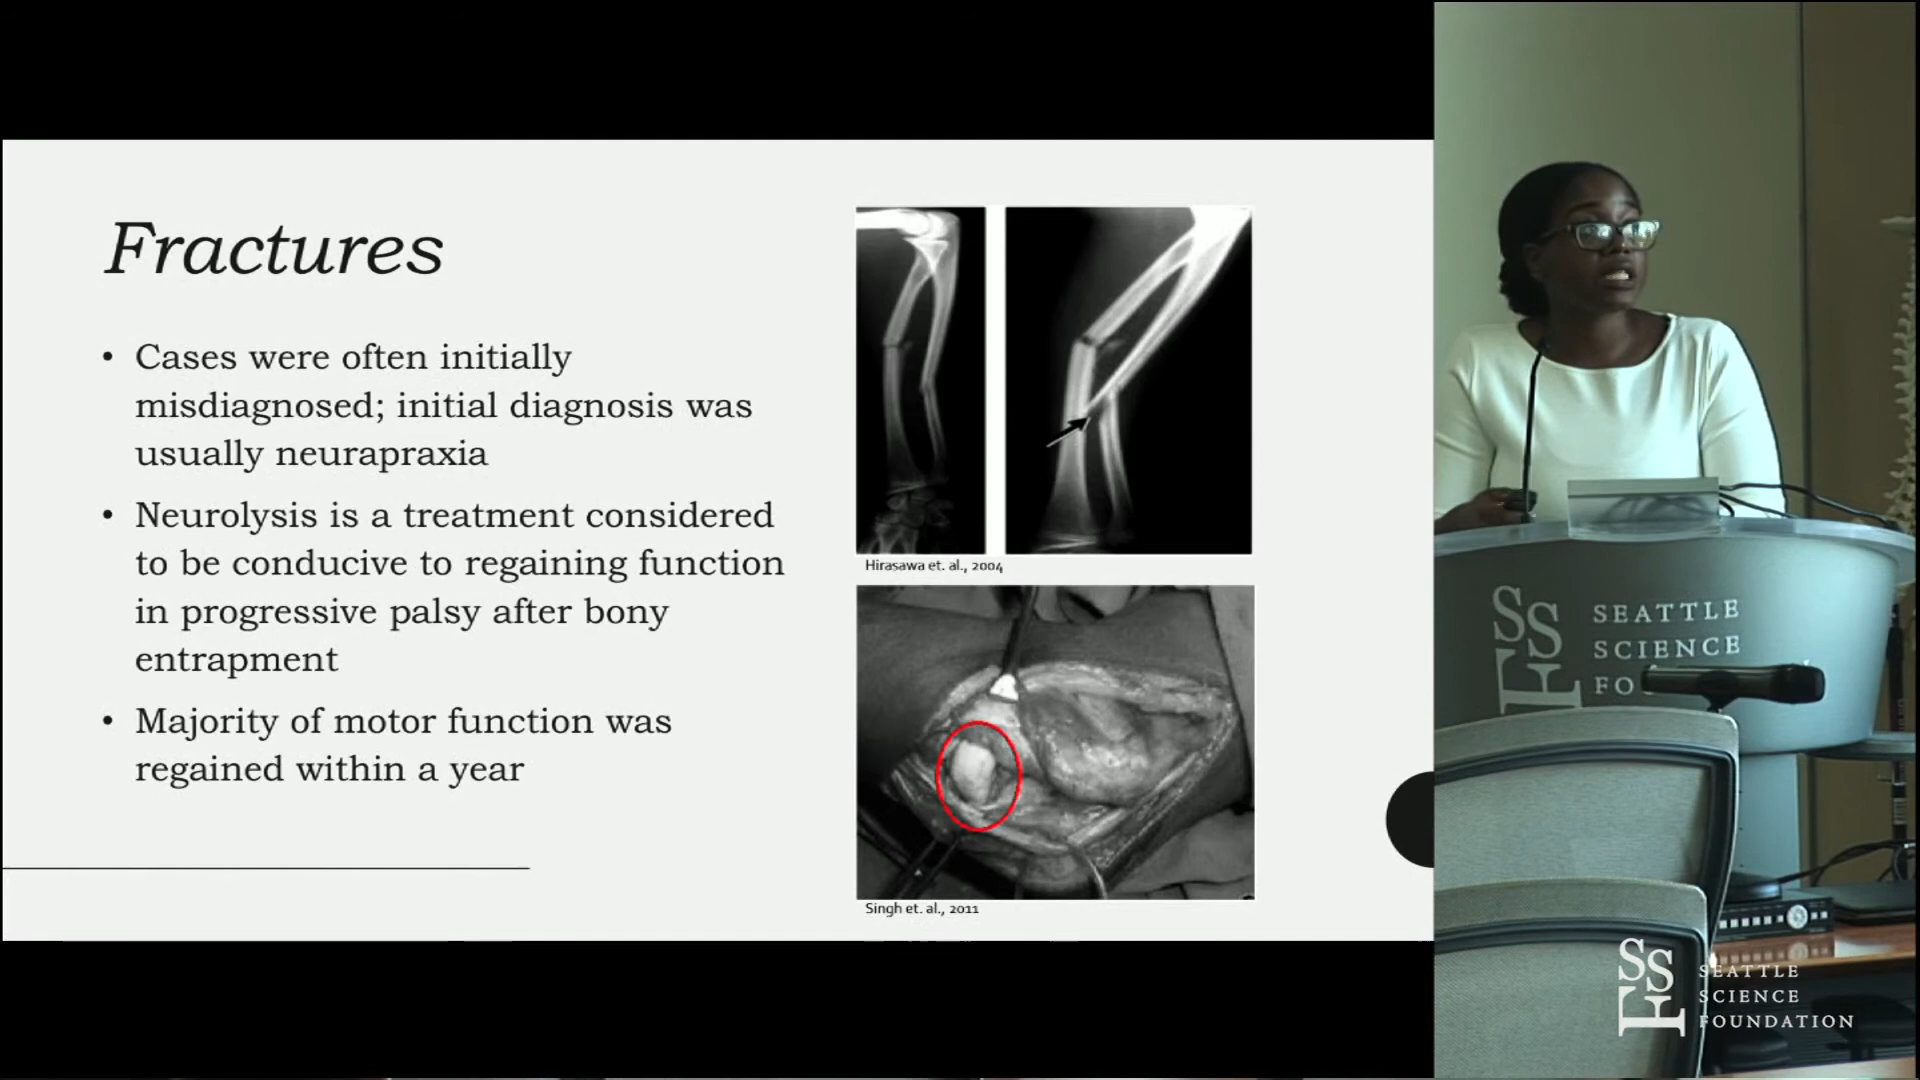 Fractures
• Cases were often initially
misdiagnosed; initial diagnosis was
usually neurapraxia
• Neurolysis is a treatment considered
to be conducive to regaining function
in progressive palsy after bony
entrapment
• Majority of motor function was
regained within a year
Hirasawa et. al., 2004
Singh et. al., 2011
SSF
SEATTLE
SCIENCE
FO
SSF
SEATTLE
SCIENCE
FOUNDATION